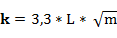 k = 3,3 * L * √m